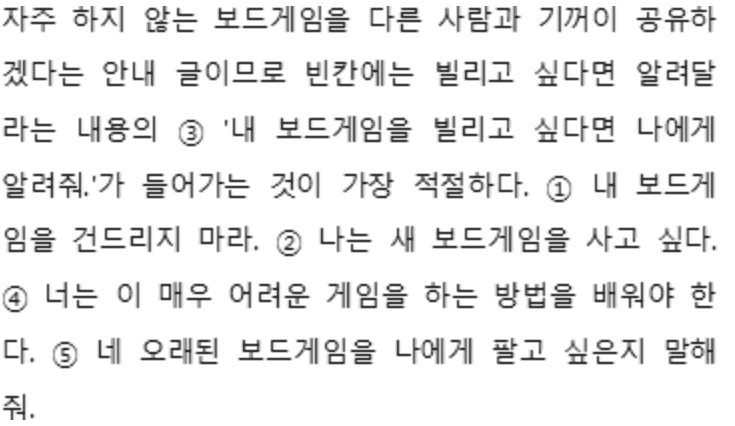 자주 하지 않는 보드게임을 다른 사람과 기꺼이 공유하
겠다는 안내 글이므로 빈칸에는 빌리고 싶다면 알려달
라는 내용의 ③ '내 보드게임을 빌리고 싶다면 나에게
알려줘.'가 들어가는 것이 가장 적절하다. ① 내 보드게
임을 건드리지 마라. ② 나는 새 보드게임을 사고 싶다.
④ 너는 이 매우 어려운 게임을 하는 방법을 배워야 한
다. ⑤ 네 오래된 보드게임을 나에게 팔고 싶은지 말해
줘.